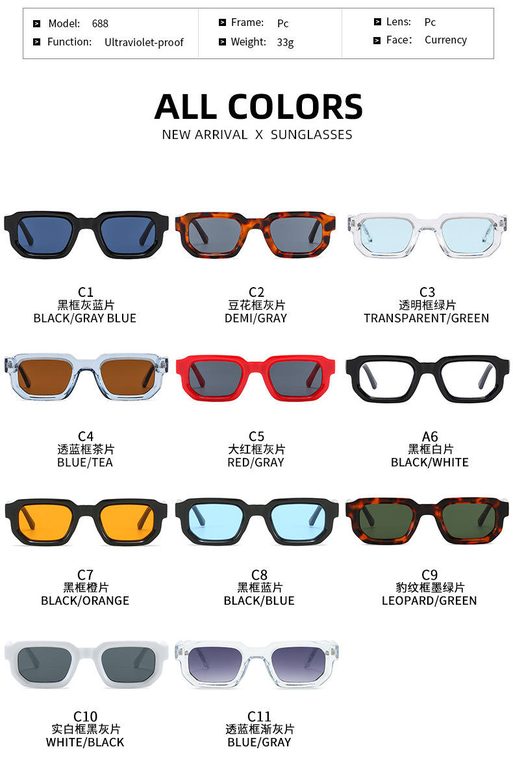 Model: 688
Frame: Pc
Lens: Pc
Function: Ultraviolet-proof
Weight: 33g
Face: Currency
ALL COLORS
NEW ARRIVAL X SUNGLASSES
C1
黑框灰蓝片
BLACK/GRAY BLUE
C2
豆花框灰片
DEMI/GRAY
C3
透明框绿片
TRANSPARENT/GREEN
C4
透蓝框茶片
BLUE/TEA
C5
大红框灰片
RED/GRAY
A6
黑框白片
BLACK/WHITE
C7
黑框橙片
BLACK/ORANGE
C8
黑框蓝片
BLACK/BLUE
C9
豹纹框墨绿片
LEOPARD/GREEN
C10
实白框黑灰片
WHITE/BLACK
C11
透蓝框渐灰片
BLUE/GRAY